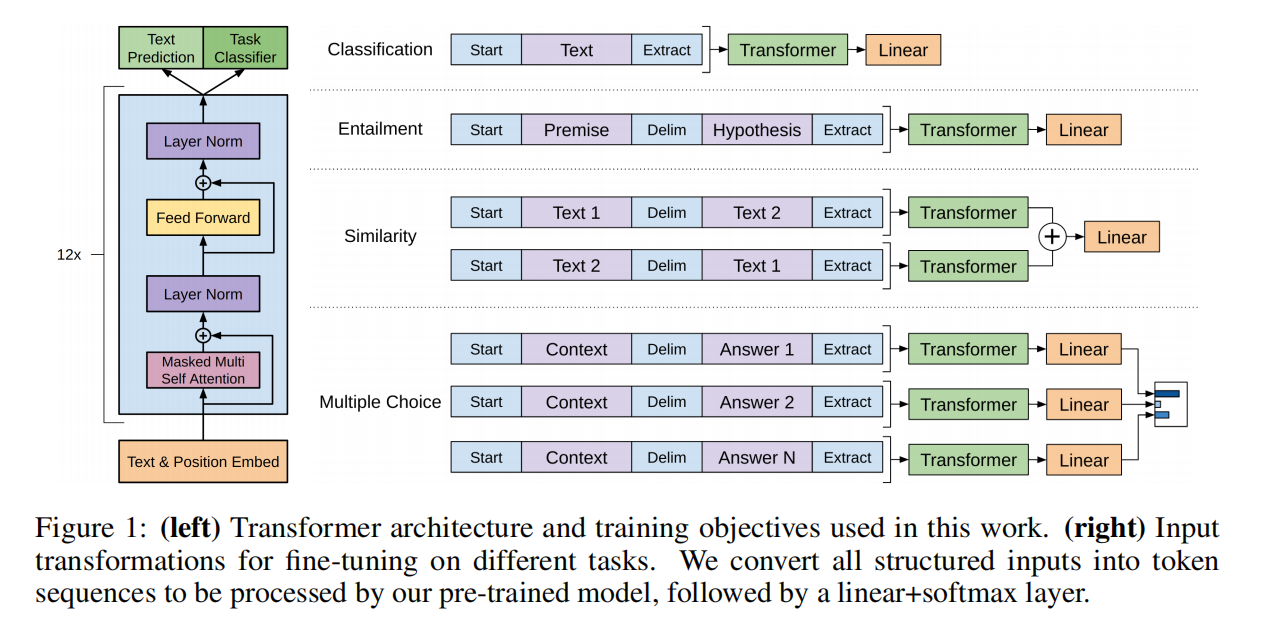 Text
Prediction
Task
Classifier
Layer Norm
+
Feed Forward
12x
Layer Norm
+
Masked Multi
Self Attention
Text & Position Embed
Classification Start Text Extract Transformer Linear
Entailment Start Premise Delim Hypothesis Extract Transformer Linear
Similarity
Start Text 1 Delim Text 2 Extract Transformer
+ Linear
Start Text 2 Delim Text 1 Extract Transformer
Multiple Choice
Start Context Delim Answer 1 Extract Transformer Linear
Start Context Delim Answer 2 Extract Transformer Linear
Start Context Delim Answer N Extract Transformer Linear
Figure 1: (left) Transformer architecture and training objectives used in this work. (right) Input
transformations for fine-tuning on different tasks. We convert all structured inputs into token
sequences to be processed by our pre-trained model, followed by a linear+softmax layer.